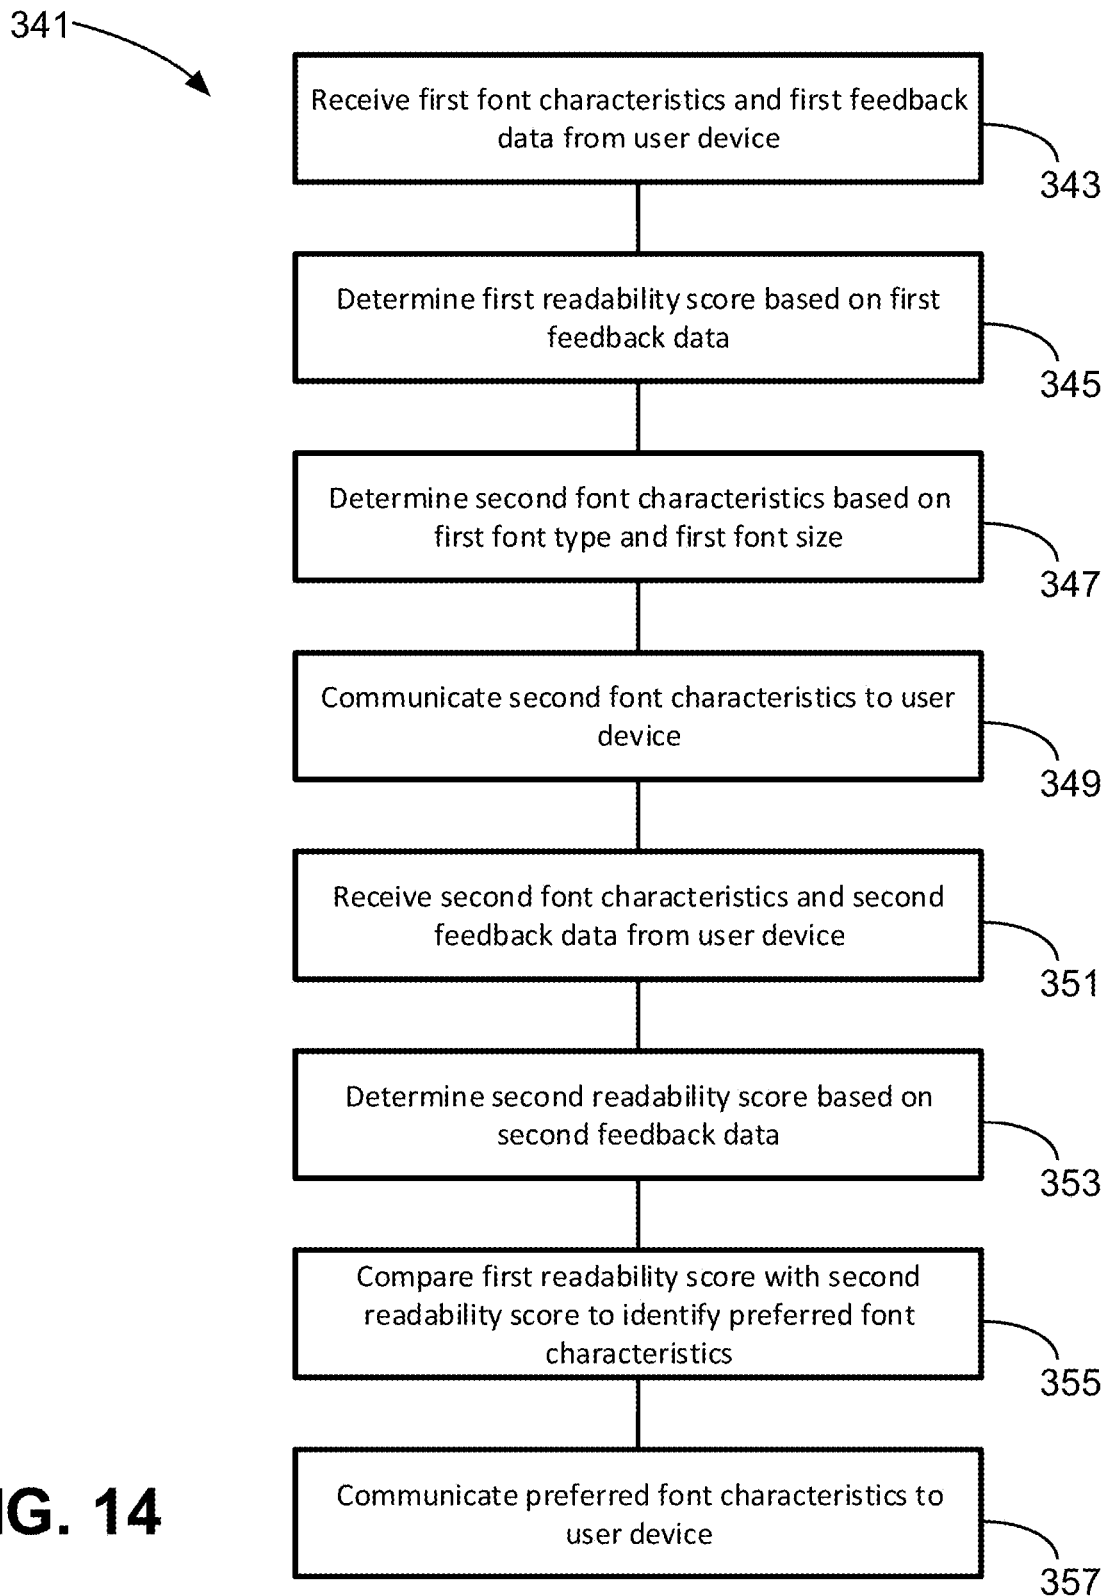 341
Receive first font characteristics and first feedback
data from user device
343
Determine first readability score based on first
feedback data
345
Determine second font characteristics based on
first font type and first font size
347
Communicate second font characteristics to user
device
349
Receive second font characteristics and second
feedback data from user device
351
Determine second readability score based on
second feedback data
353
Compare first readability score with second
readability score to identify preferred font
characteristics
355
Communicate preferred font characteristics to
user device
357
IG. 14